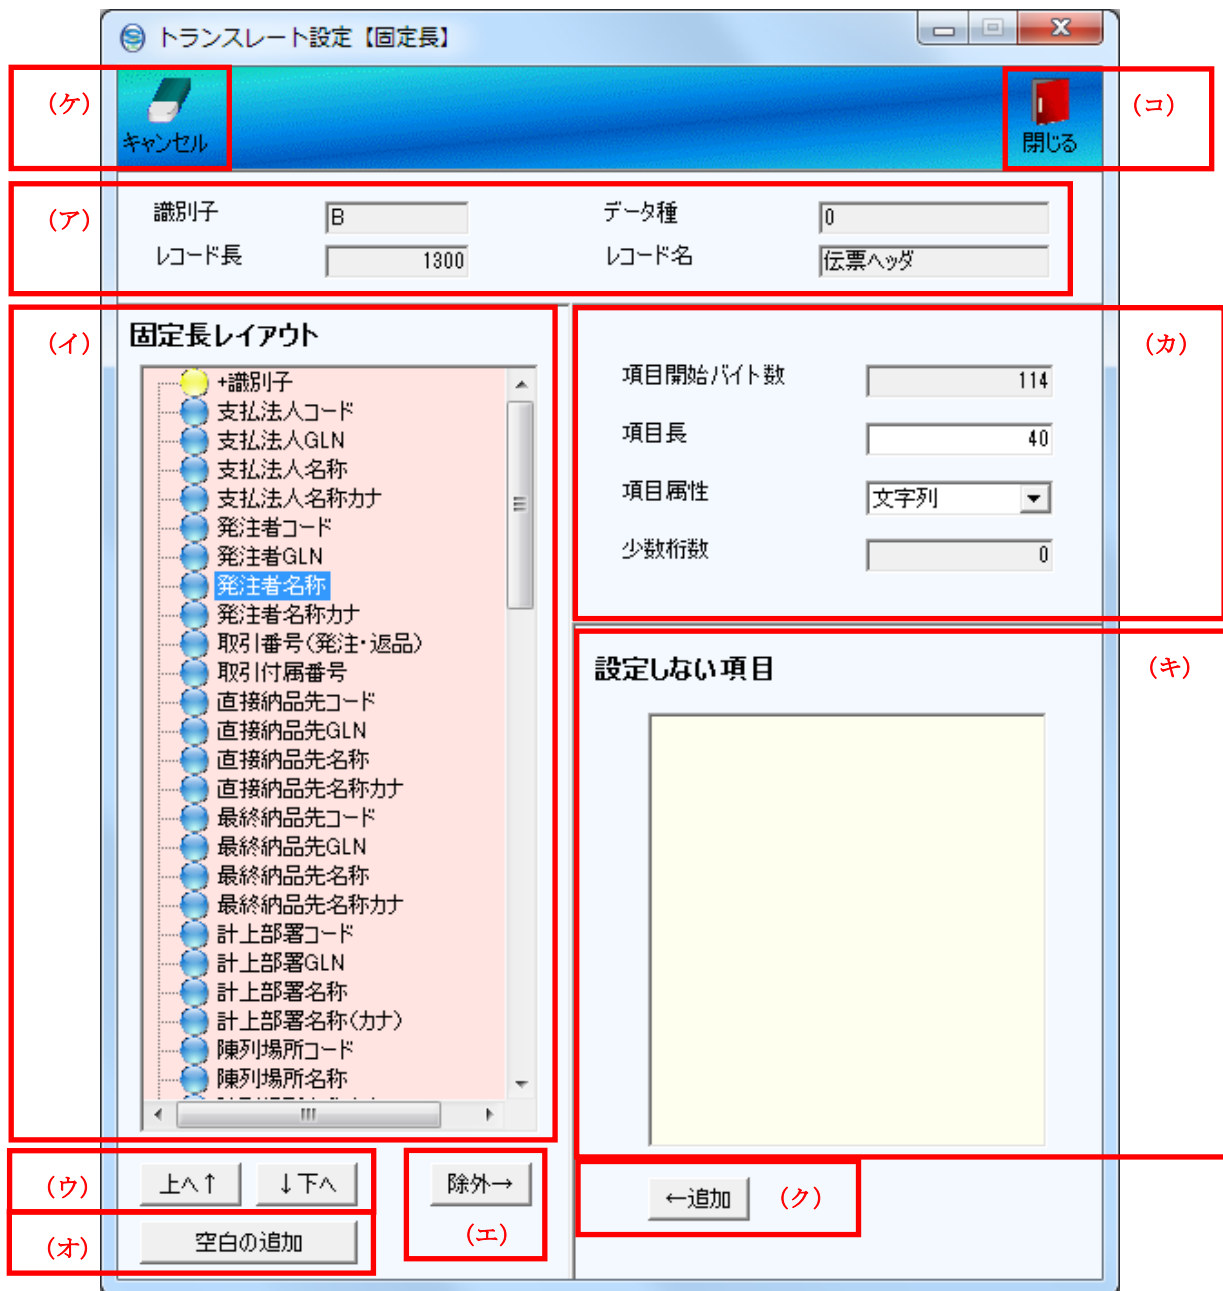 トランスレート設定【固定長】
(ケ)
キャンセル
閉じる
(コ)
(ア)
識別子
B
データ種
0
レコード長
1300
レコード名
伝票ヘッダ
(イ)
固定長レイアウト
+識別子
支払法人コード
支払法人GLN
支払法人名称
支払法人名称カナ
発注者コード
発注者GLN
発注者名称
発注者名称カナ
取引番号(発注・返品)
取引付属番号
直接納品先コード
直接納品先GLN
直接納品先名称
直接納品先名称カナ
最終納品先コード
最終納品先GLN
最終納品先名称
最終納品先名称カナ
計上部署コード
計上部署GLN
計上部署名称
計上部署名称(カナ)
陳列場所コード
陳列場所名称
(カ)
項目開始バイト数
114
項目長
40
項目属性
文字列
少数桁数
0
(キ)
設定しない項目
(ウ)
上へ↑
↓下へ
除外→
(エ)
←追加
(ク)
(オ)
空白の追加